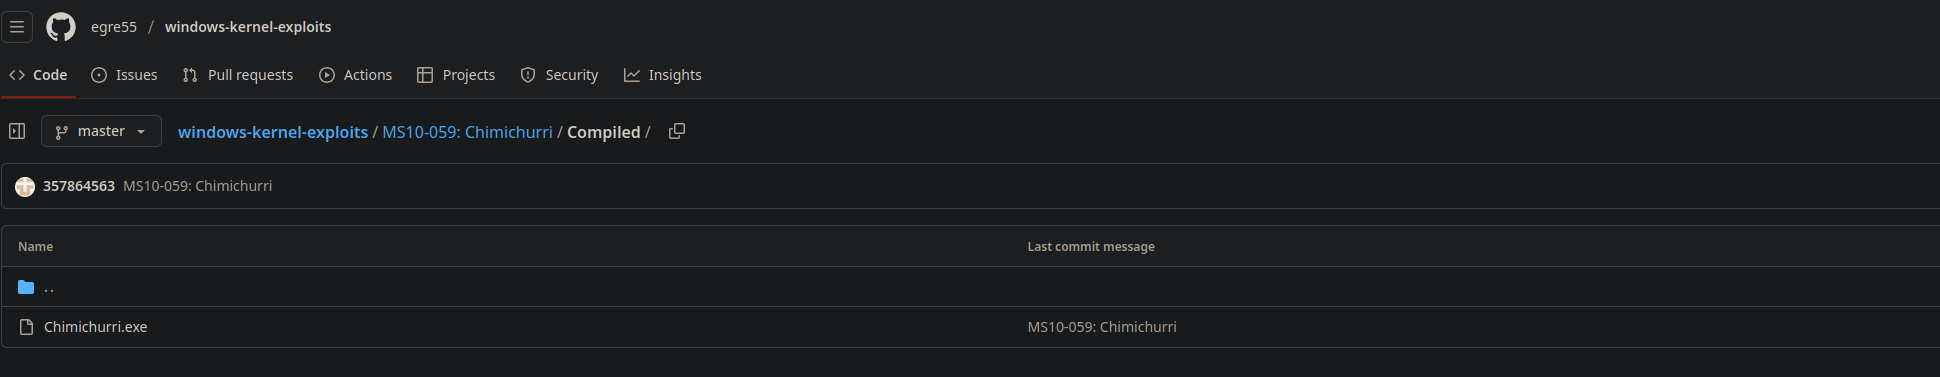 egre55 / windows-kernel-exploits
Code Issues Pull requests Actions Projects Security Insights
master windows-kernel-exploits / MS10-059: Chimichurri / Compiled /
357864563 MS10-059: Chimichurri
Name Last commit message
..
Chimichurri.exe MS10-059: Chimichurri